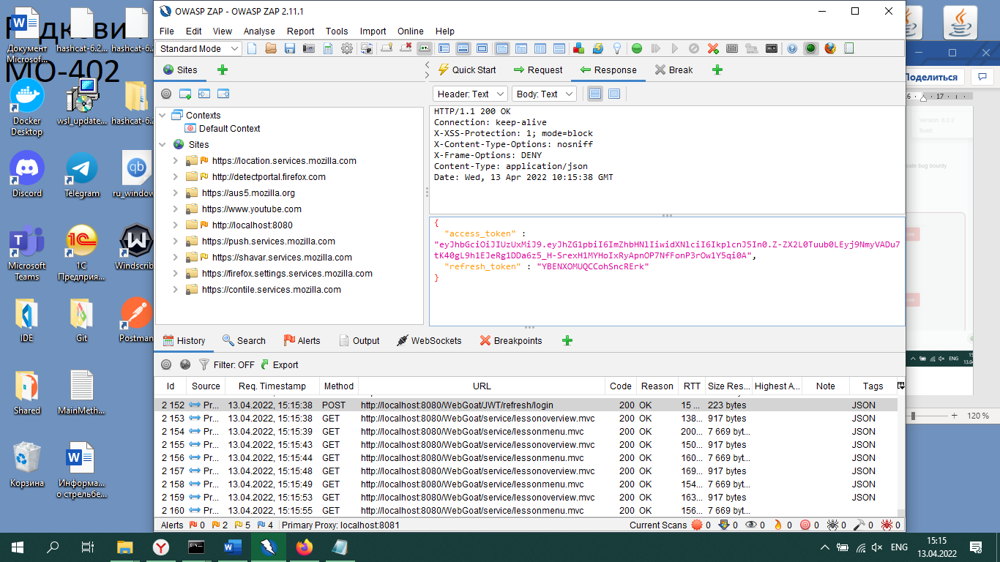 OWASP ZAP - OWASP ZAP 2.11.1
File Edit View Analyse Report Tools Import Online Help
Standard Mode
Sites
Quick Start
Request
Response
Break
Header: Text
Body: Text
Contexts
Default Context
Sites
https://location.services.mozilla.com
http://detectportal.firefox.com
https://aus5.mozilla.org
https://www.youtube.com
http://localhost:8080
https://push.services.mozilla.com
https://shavar.services.mozilla.com
https://firefox.settings.services.mozilla.com
https://contile.services.mozilla.com
HTTP/1.1 200 OK
Connection: keep-alive
X-XSS-Protection: 1; mode=block
X-Content-Type-Options: nosniff
X-Frame-Options: DENY
Content-Type: application/json
Date: Wed, 13 Apr 2022 10:15:38 GMT
{
"access_token" :
"eyJhbGciOiJIUzUxMiJ9.eyJhZG1pbiI6ImZhbHNlIiwidXNlciI6IkplcnJ5In0.Z-ZX2L0Tuub0LEyj9NmyVADu7
tK40gL9h1EJeRg1DDa6z5_H-SrexH1MYHoIxRyApnOP7NfFonP3rOw1Y5qi0A",
"refresh_token" : "YBENXOMUQCCohSncRErk"
}
History
Search
Alerts
Output
WebSockets
Breakpoints
Filter: OFF
Export
Id Source Req. Timestamp Method URL Code Reason RTT Size Res... Highest A... Note Tags
2 152 Pr... 13.04.2022, 15:15:38 POST http://localhost:8080/WebGoat/JWT/refresh/login 200 OK 15 ... 223 bytes JSON
2 153 Pr... 13.04.2022, 15:15:38 GET http://localhost:8080/WebGoat/service/lessonoverview.mvc 200 OK 138... 917 bytes JSON
2 154 Pr... 13.04.2022, 15:15:39 GET http://localhost:8080/WebGoat/service/lessonmenu.mvc 200 OK 200... 7 669 byt... JSON
2 155 Pr... 13.04.2022, 15:15:43 GET http://localhost:8080/WebGoat/service/lessonoverview.mvc 200 OK 150... 917 bytes JSON
2 156 Pr... 13.04.2022, 15:15:44 GET http://localhost:8080/WebGoat/service/lessonmenu.mvc 200 OK 160... 7 669 byt... JSON
2 157 Pr... 13.04.2022, 15:15:48 GET http://localhost:8080/WebGoat/service/lessonoverview.mvc 200 OK 169... 917 bytes JSON
2 158 Pr... 13.04.2022, 15:15:49 GET http://localhost:8080/WebGoat/service/lessonmenu.mvc 200 OK 154... 7 669 byt... JSON
2 159 Pr... 13.04.2022, 15:15:53 GET http://localhost:8080/WebGoat/service/lessonoverview.mvc 200 OK 163... 917 bytes JSON
2 160 Pr... 13.04.2022, 15:15:55 GET http://localhost:8080/WebGoat/service/lessonmenu.mvc 200 OK 156... 7 669 byt...
Alerts 0 2 5 4 Primary Proxy: localhost:8081
Current Scans 0 0 0 0 0 0 0 0
МО-402
Документ
Microsof...
hashcat-6.2...
hashcat-6.2...
Docker
Desktop
wsl_update...
hashcat-6.2
Discord
Telegram
ru_window
Microsoft
Teams
1С
Предприя...
Windscrib
IDE
Git
Postman
Shared
MainMeth...
Корзина
Информа...
о стрельбе...
Поделиться
17
Version: 8.2.2
Build:
rate bug bounty
ENG
120 %
ENG
15:15
13.04.2022